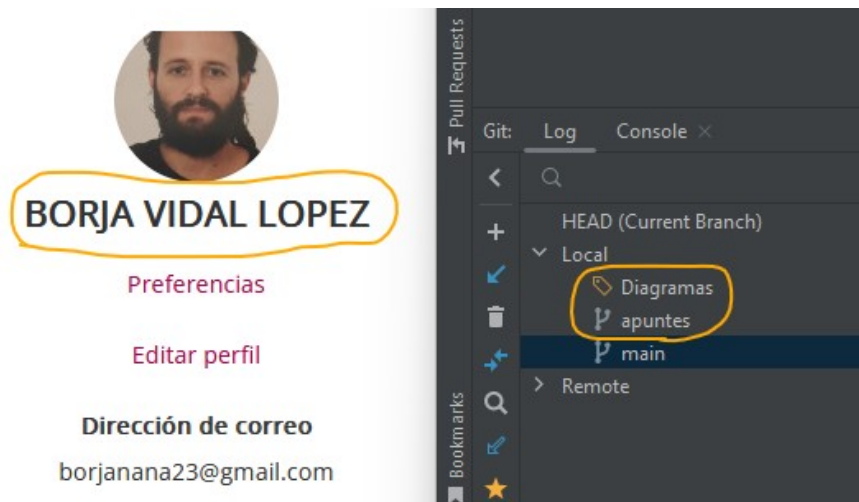 BORJA VIDAL LOPEZ
Preferencias
Editar perfil
Dirección de correo
borjanana23@gmail.com
Pull Requests
Bookmarks
Git: Log Console
HEAD (Current Branch)
Local
Diagramas
apuntes
main
Remote